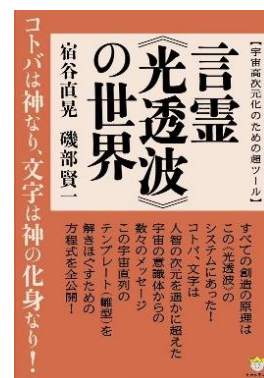 【宇宙高次元化のための超ツール】
言霊
《光透波》
の世界
宿谷直晃 磯部賢一
コトバは神なり、文字は神の化身なり！
すべての創造の原理は
この《光透波》の
システムにあった！
コトバ、文字は
人智の次元を遥かに超えた
宇宙の意識体からの
数々のメッセージ
この宇宙直列の
テンプレート（雛型）を
解きほぐすための
方程式を全公開！